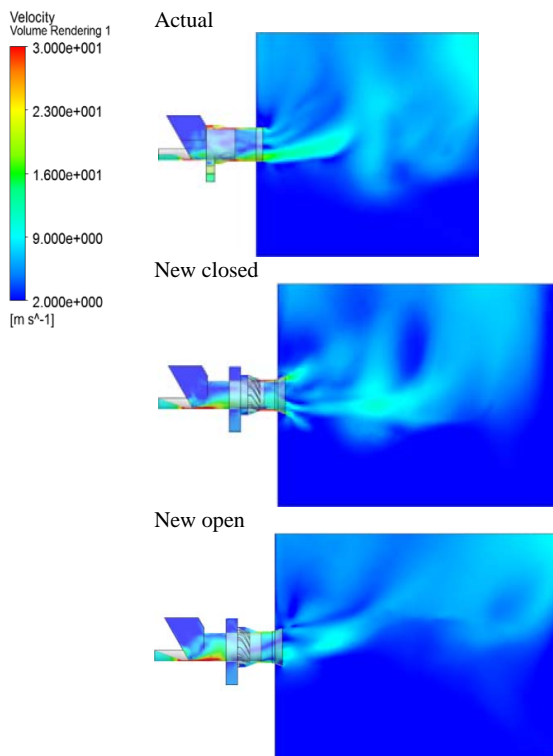 Velocity
Volume Rendering 1
Actual
3.000e+001
2.300e+001
1.600e+001
9.000e+000
2.000e+000
[m s^-1]
New closed
New open